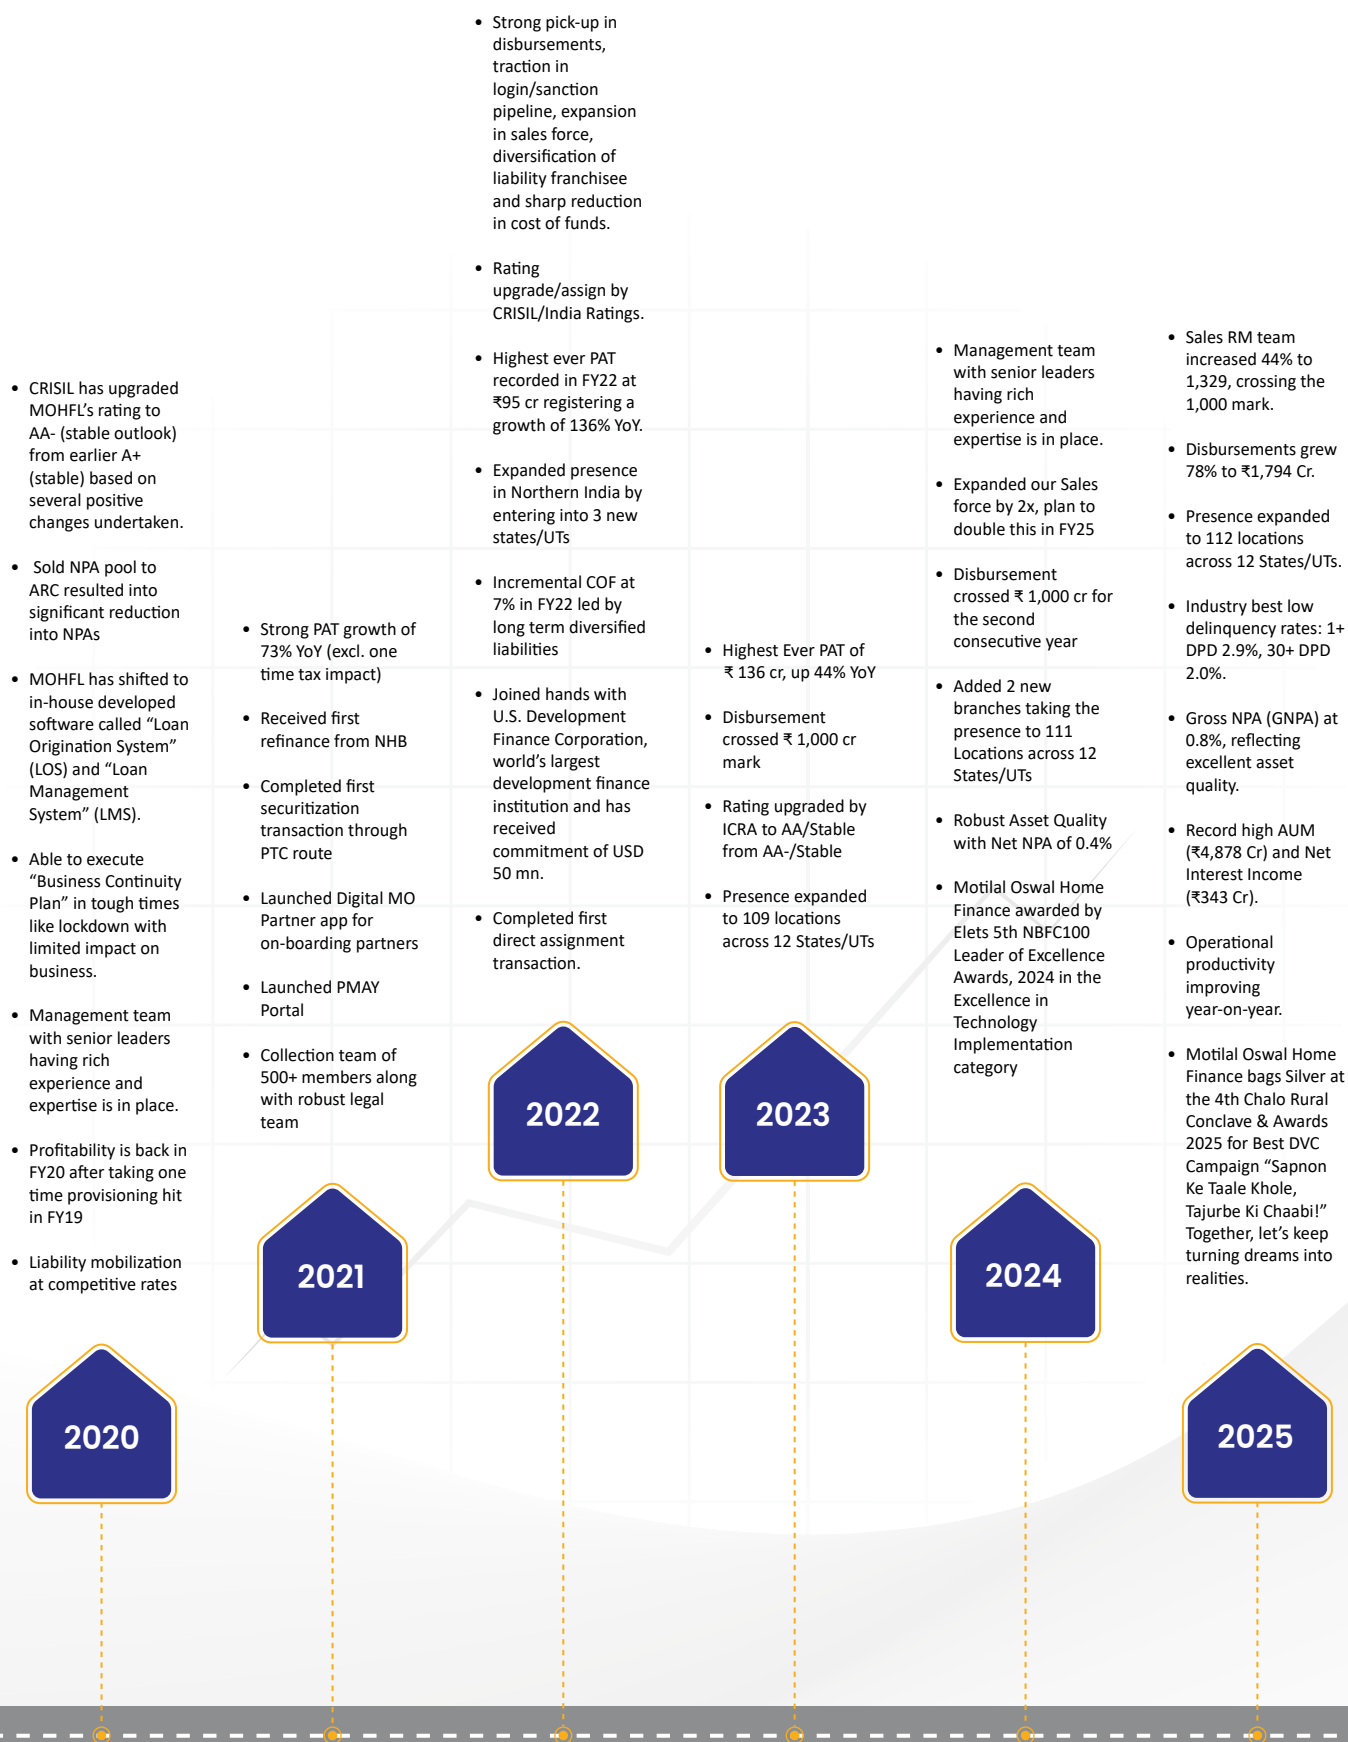 • CRISIL has upgraded
MOHFL’s rating to
AA- (stable outlook)
from earlier A+
(stable) based on
several positive
changes undertaken.
• Sold NPA pool to
ARC resulted into
significant reduction
into NPAs
• MOHFL has shifted to
in-house developed
software called “Loan
Origination System”
(LOS) and “Loan
Management
System” (LMS).
• Able to execute
“Business Continuity
Plan” in tough times
like lockdown with
limited impact on
business.
• Management team
with senior leaders
having rich
experience and
expertise is in place.
• Profitability is back in
FY20 after taking one
time provisioning hit
in FY19
• Liability mobilization
at competitive rates
2020
• Strong PAT growth of
73% YoY (excl. one
time tax impact)
• Received first
refinance from NHB
• Completed first
securitization
transaction through
PTC route
• Launched Digital MO
Partner app for
on-boarding partners
• Launched PMAY
Portal
• Collection team of
500+ members along
with robust legal
team
2021
• Strong pick-up in
disbursements,
traction in
login/sanction
pipeline, expansion
in sales force,
diversification of
liability franchisee
and sharp reduction
in cost of funds.
• Rating
upgrade/assign by
CRISIL/India Ratings.
• Highest ever PAT
recorded in FY22 at
₹95 cr registering a
growth of 136% YoY.
• Expanded presence
in Northern India by
entering into 3 new
states/UTs
• Incremental COF at
7% in FY22 led by
long term diversified
liabilities
• Joined hands with
U.S. Development
Finance Corporation,
world’s largest
development finance
institution and has
received
commitment of USD
50 mn.
• Completed first
direct assignment
transaction.
2022
• Highest Ever PAT of
₹ 136 cr, up 44% YoY
• Disbursement
crossed ₹ 1,000 cr
mark
• Rating upgraded by
ICRA to AA/Stable
from AA-/Stable
• Presence expanded
to 109 locations
across 12 States/UTs
2023
• Management team
with senior leaders
having rich
experience and
expertise is in place.
• Expanded our Sales
force by 2x, plan to
double this in FY25
• Disbursement
crossed ₹ 1,000 cr for
the second
consecutive year
• Added 2 new
branches taking the
presence to 111
Locations across 12
States/UTs
• Robust Asset Quality
with Net NPA of 0.4%
• Motilal Oswal Home
Finance awarded by
Elets 5th NBFC100
Leader of Excellence
Awards, 2024 in the
Excellence in
Technology
Implementation
category
2024
• Sales RM team
increased 44% to
1,329, crossing the
1,000 mark.
• Disbursements grew
78% to ₹1,794 Cr.
• Presence expanded
to 112 locations
across 12 States/UTs.
• Industry best low
delinquency rates: 1+
DPD 2.9%, 30+ DPD
2.0%.
• Gross NPA (GNPA) at
0.8%, reflecting
excellent asset
quality.
• Record high AUM
(₹4,878 Cr) and Net
Interest Income
(₹343 Cr).
• Operational
productivity
improving
year-on-year.
• Motilal Oswal Home
Finance bags Silver at
the 4th Chalo Rural
Conclave & Awards
2025 for Best DVC
Campaign “Sapnon
Ke Taale Khole,
Tajurbe Ki Chaabi!”
Together, let’s keep
turning dreams into
realities.
2025